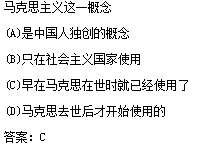 马克思主义这一概念
(A)是中国人独创的概念
(B)只在社会主义国家使用
(C)早在马克思在世时就已经使用了
(D)马克思去世后才开始使用的
答案：C